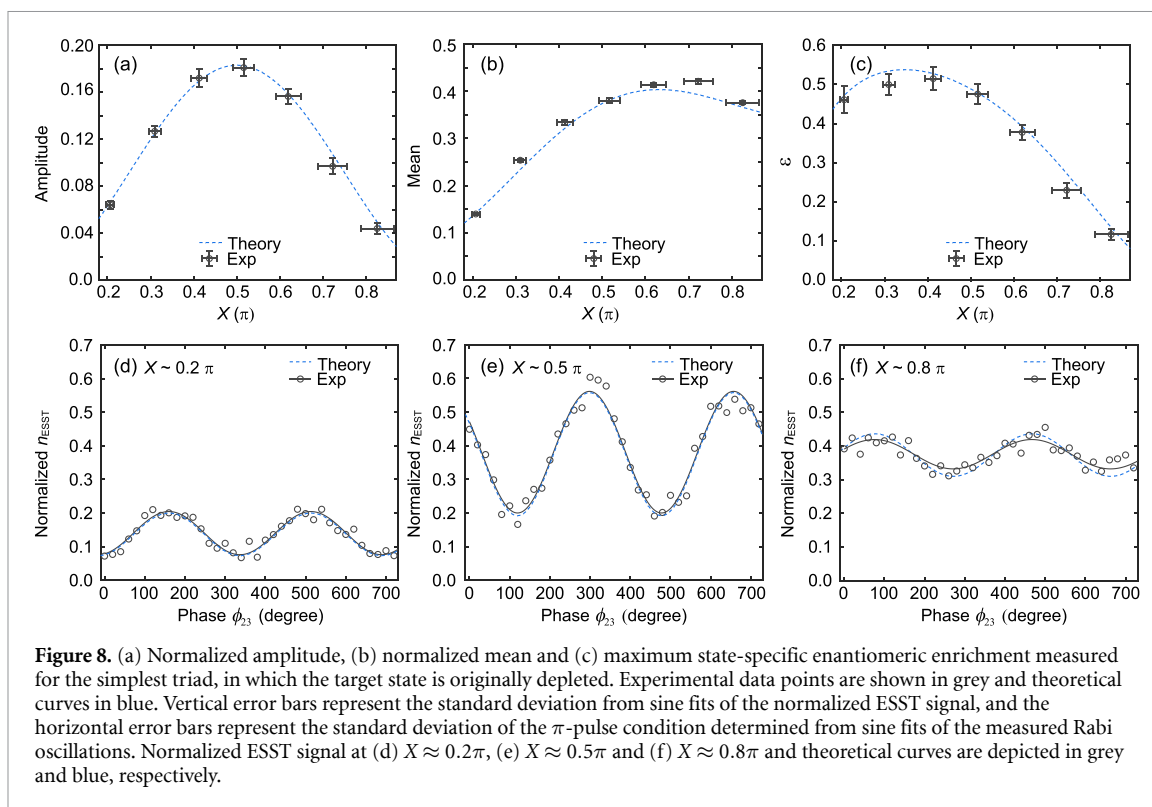 (a)
0.20
0.16
0.12
0.08
0.04
0.0
Amplitude
Theory
Exp
0.2 0.3 0.4 0.5 0.6 0.7 0.8
X (π)
(b)
0.5
0.4
0.3
0.2
0.1
0.0
Mean
Theory
Exp
0.2 0.3 0.4 0.5 0.6 0.7 0.8
X (π)
(c)
0.6
0.5
0.4
0.3
0.2
0.1
0.0
ε
Theory
Exp
0.2 0.3 0.4 0.5 0.6 0.7 0.8
X (π)
(d) X ~ 0.2 π
Theory
Exp
0.7
0.6
0.5
0.4
0.3
0.2
0.1
0.0
Normalized n_ESST
0 100 200 300 400 500 600 700
Phase ϕ₂₃ (degree)
(e) X ~ 0.5 π
Theory
Exp
0.7
0.6
0.5
0.4
0.3
0.2
0.1
0.0
Normalized n_ESST
0 100 200 300 400 500 600 700
Phase ϕ₂₃ (degree)
(f) X ~ 0.8 π
Theory
Exp
0.7
0.6
0.5
0.4
0.3
0.2
0.1
0.0
Normalized n_ESST
0 100 200 300 400 500 600 700
Phase ϕ₂₃ (degree)
Figure 8. (a) Normalized amplitude, (b) normalized mean and (c) maximum state-specific enantiomeric enrichment measured
for the simplest triad, in which the target state is originally depleted. Experimental data points are shown in grey and theoretical
curves in blue. Vertical error bars represent the standard deviation from sine fits of the normalized ESST signal, and the
horizontal error bars represent the standard deviation of the π-pulse condition determined from sine fits of the measured Rabi
oscillations. Normalized ESST signal at (d) X ≈ 0.2π, (e) X ≈ 0.5π and (f) X ≈ 0.8π and theoretical curves are depicted in grey
and blue, respectively.